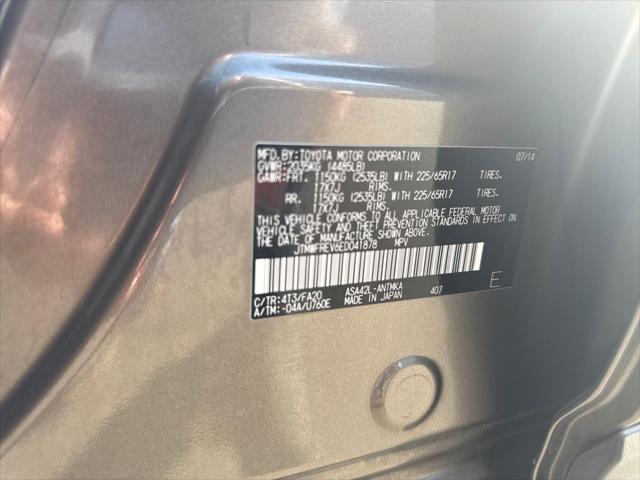 MFD.BY:TOYOTA MOTOR CORPORATION 07/14
GVWR:2035KG (4485LB)
GAWR:FRT. 1150KG (2535LB) WITH 225/65R17 TIRES.
17X7J RIMS.
RR. 1150KG (2535LB) WITH 225/65R17 TIRES.
17X7J RIMS.
THIS VEHICLE CONFORMS TO ALL APPLICABLE FEDERAL MOTOR
VEHICLE SAFETY AND THEFT PREVENTION STANDARDS IN EFFECT ON
THE DATE OF MANUFACTURE SHOWN ABOVE.
JTMWFREV6ED041878 MPV
C/TR:4T3/FA20 ASA42L-ANTMKA 407 E
A/TM:-04A/U760E MADE IN JAPAN